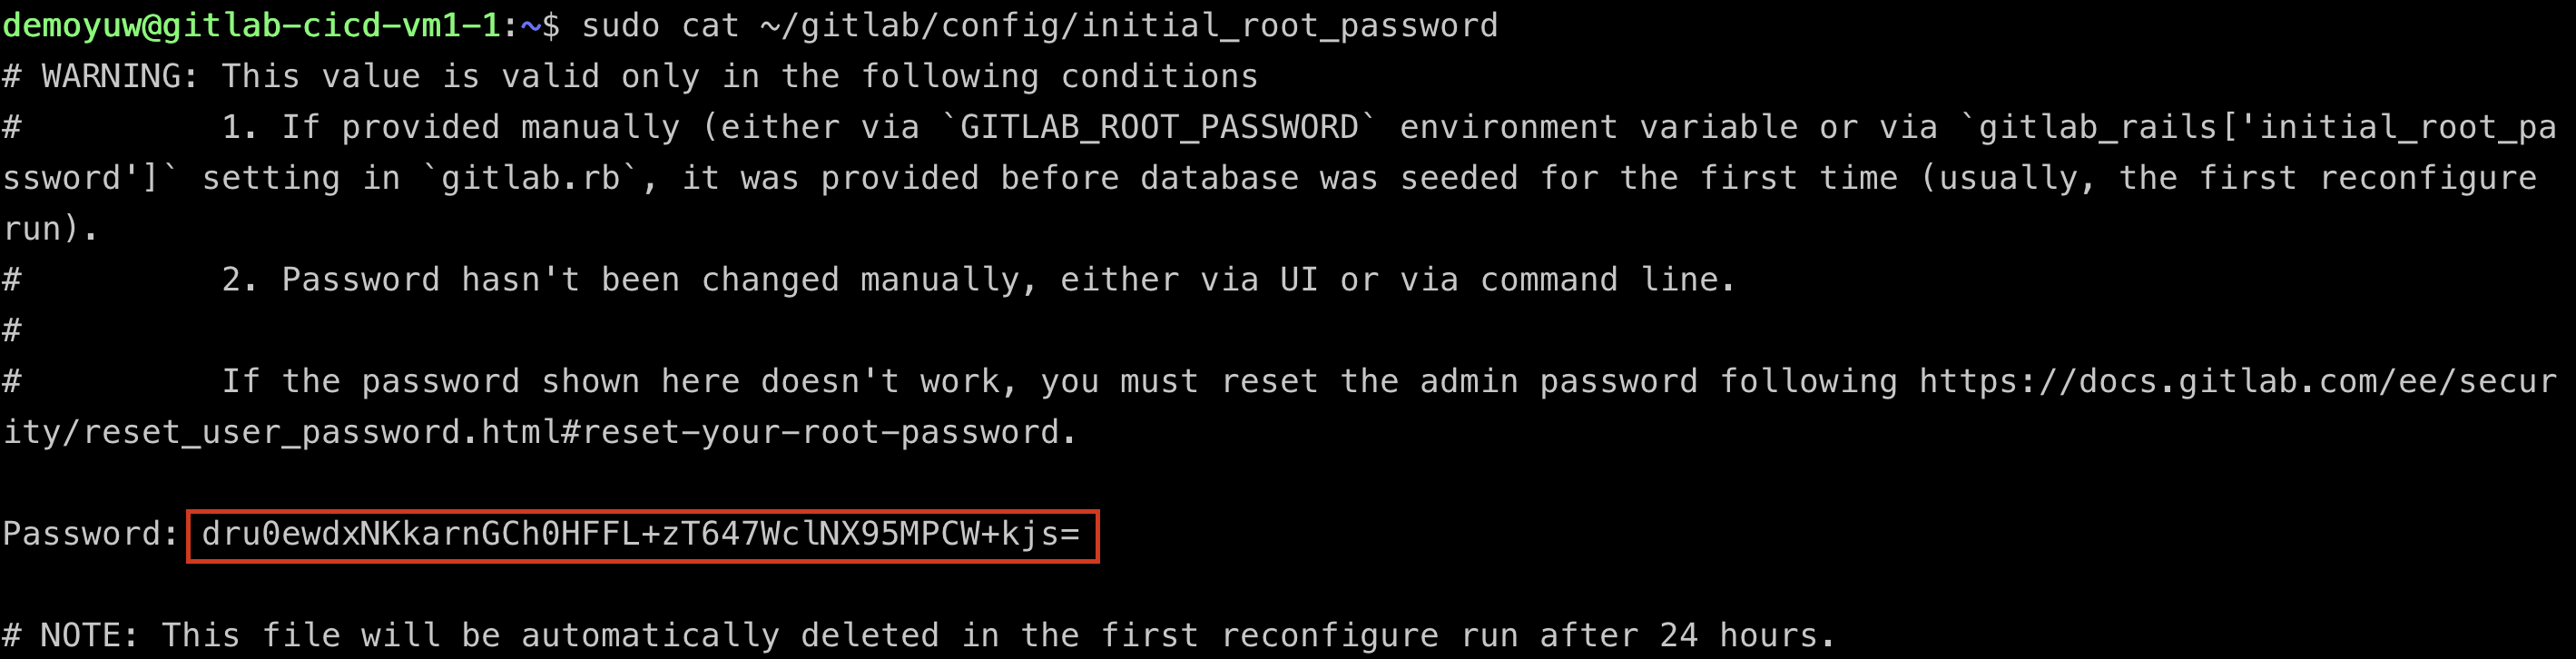 demoyuw@gitlab-cicd-vm1-1:~$ sudo cat ~/gitlab/config/initial_root_password
# WARNING: This value is valid only in the following conditions
#          1. If provided manually (either via `GITLAB_ROOT_PASSWORD` environment variable or via `gitlab_rails['initial_root_pa
ssword']` setting in `gitlab.rb`, it was provided before database was seeded for the first time (usually, the first reconfigure
run).
#          2. Password hasn't been changed manually, either via UI or via command line.
#
#          If the password shown here doesn't work, you must reset the admin password following https://docs.gitlab.com/ee/secur
ity/reset_user_password.html#reset-your-root-password.
Password: dru0ewdxNKkarnGCh0HFFL+zT647WclNX95MPCW+kjs=
# NOTE: This file will be automatically deleted in the first reconfigure run after 24 hours.